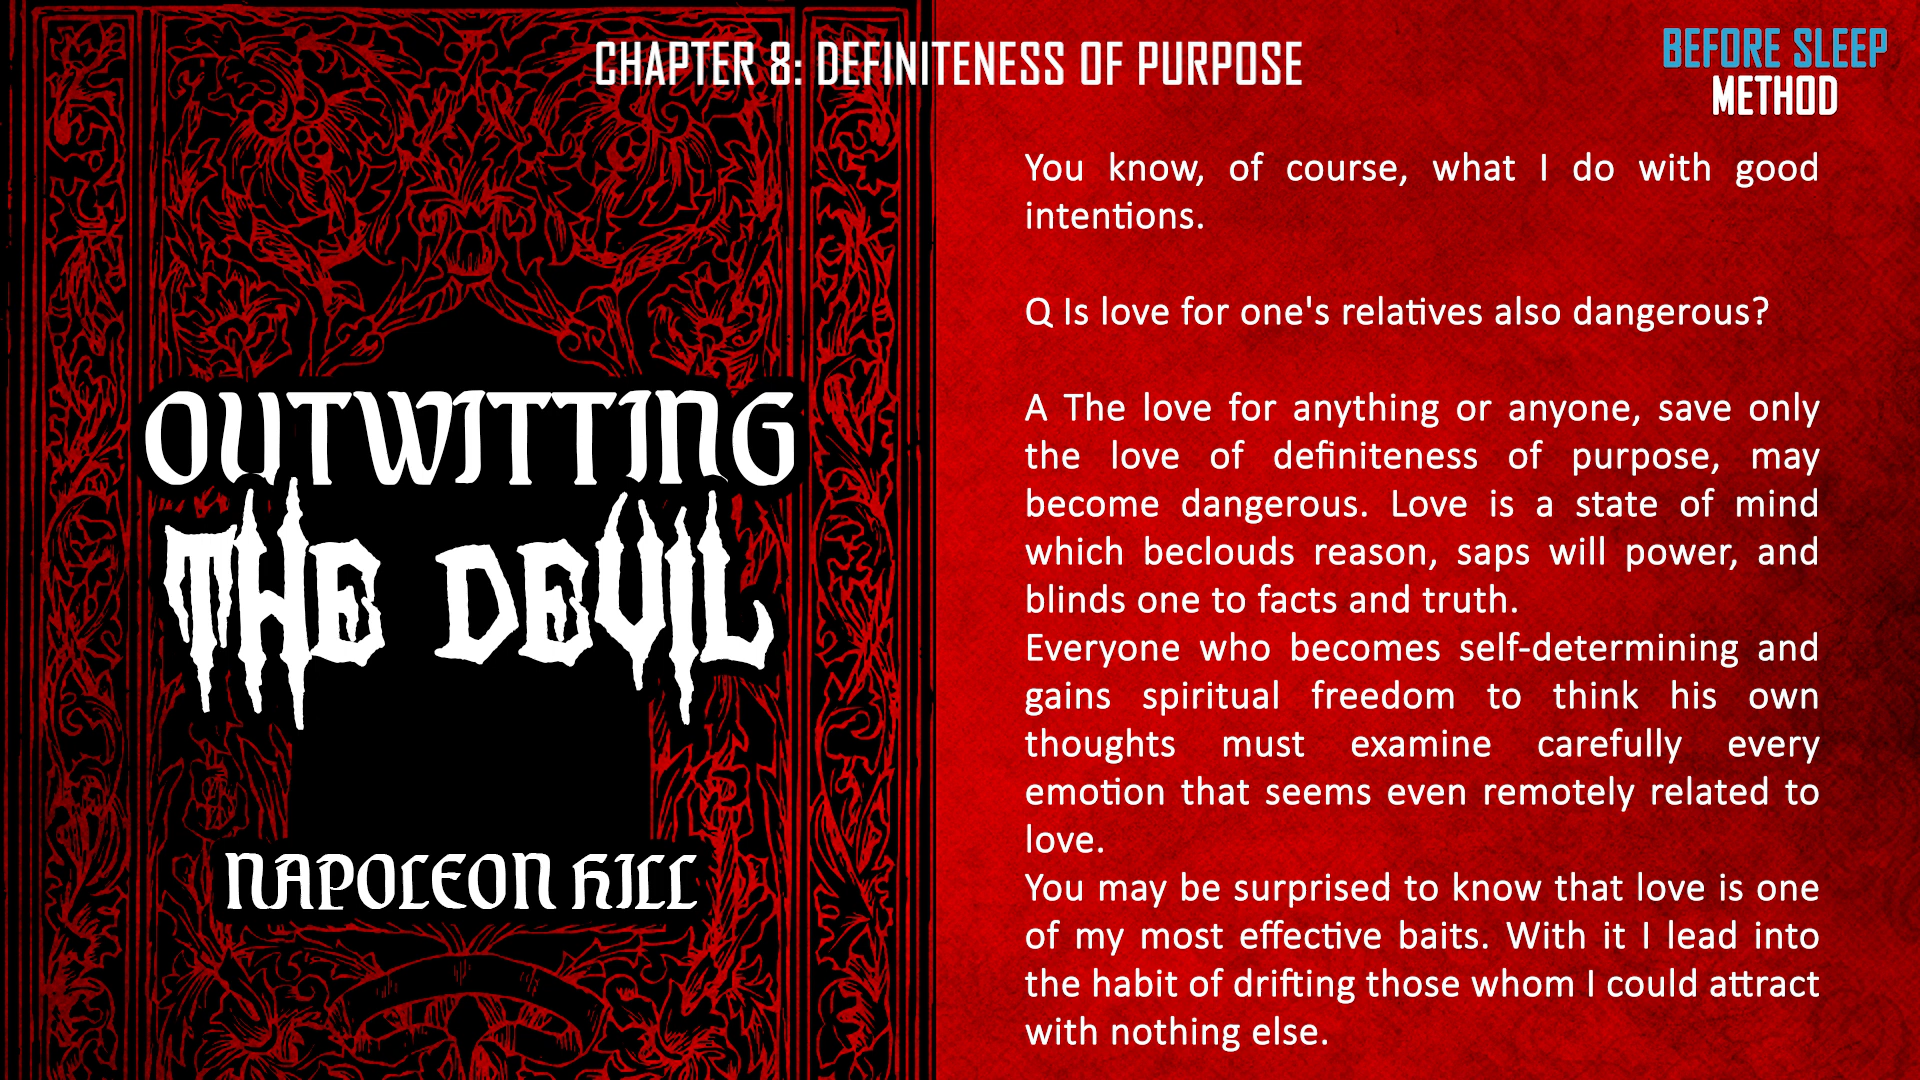 CHAPTER 8: DEFINITENESS OF PURPOSE
BEFORE SLEEP
METHOD
OUTWITTING
THE DEVIL
NAPOLEON HILL
You know, of course, what I do with good
intentions.
Q Is love for one's relatives also dangerous?
A The love for anything or anyone, save only
the love of definiteness of purpose, may
become dangerous. Love is a state of mind
which beclouds reason, saps will power, and
blinds one to facts and truth.
Everyone who becomes self-determining and
gains spiritual freedom to think his own
thoughts must examine carefully every
emotion that seems even remotely related to
love.
You may be surprised to know that love is one
of my most effective baits. With it I lead into
the habit of drifting those whom I could attract
with nothing else.